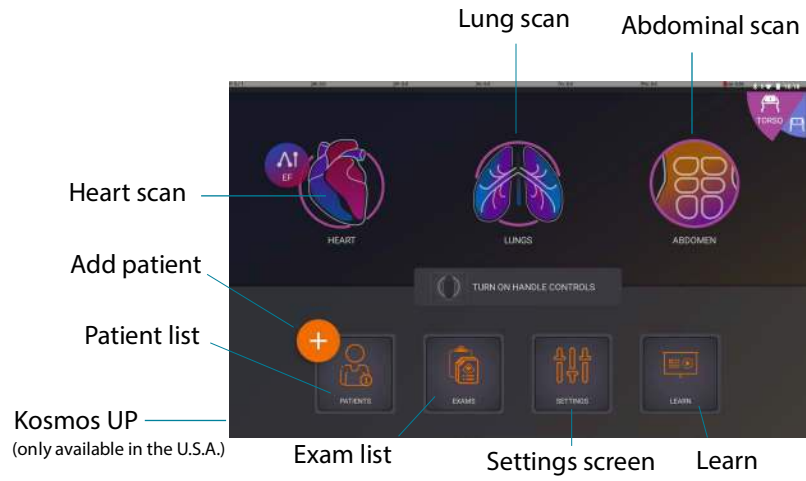 Lung scan
Abdominal scan
TORSO
EF
Heart scan
HEART
LUNGS
ABDOMEN
Add patient
TURN ON HANDLE CONTROLS
Patient list
PATIENTS
EXAMS
SETTINGS
LEARN
Kosmos UP
(only available in the U.S.A.)
Exam list
Settings screen
Learn